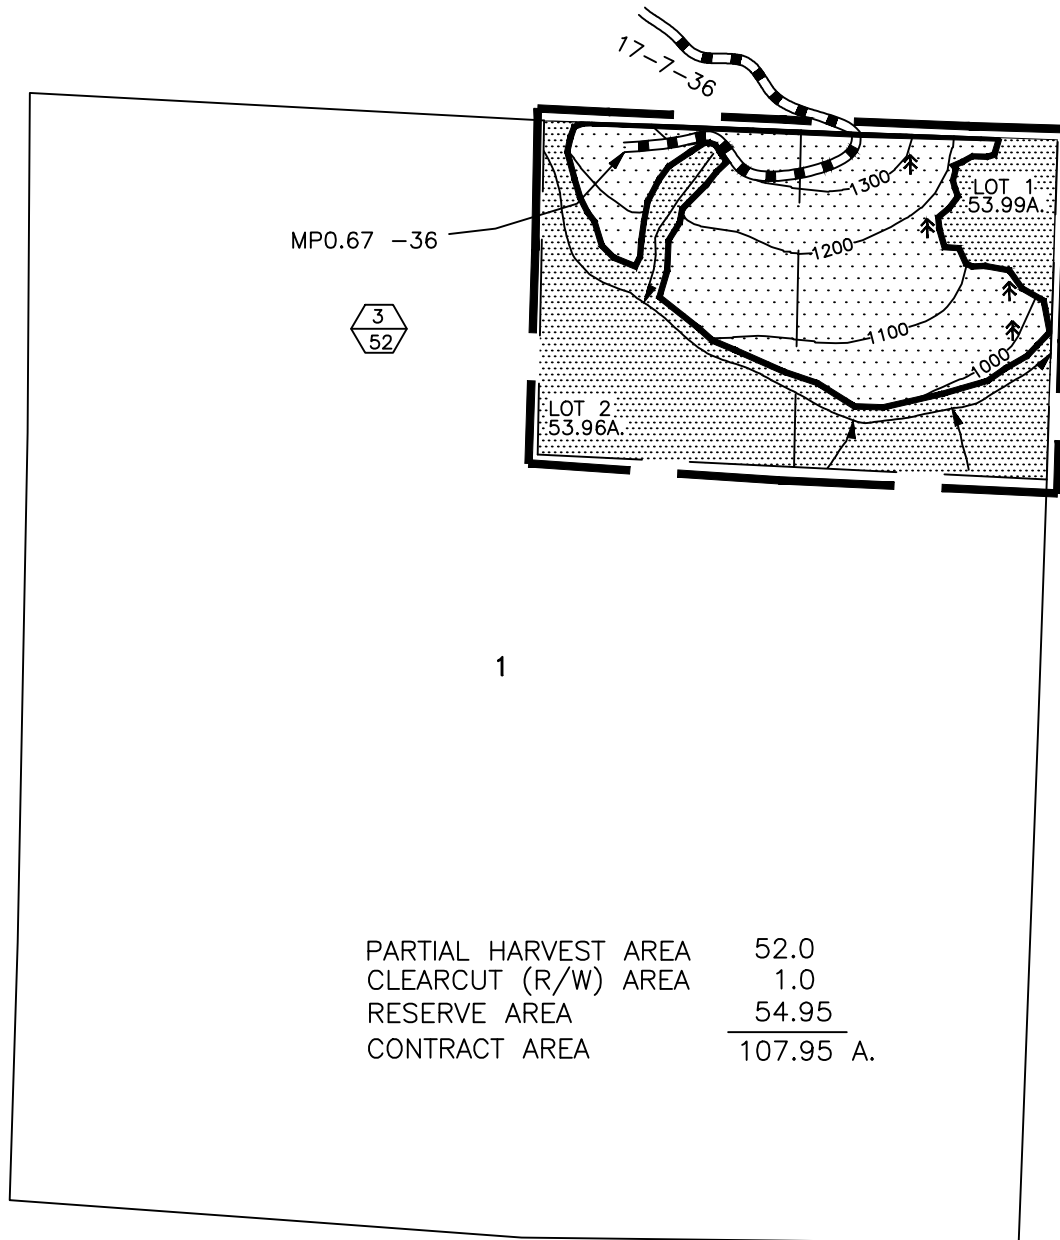 17-7-36
1300
LOT 1
53.99A.
1200
MP0.67 -36
3
52
1100
1000
LOT 2
53.96A.
1
PARTIAL HARVEST AREA 52.0
CLEARCUT (R/W) AREA 1.0
RESERVE AREA 54.95
CONTRACT AREA 107.95 A.